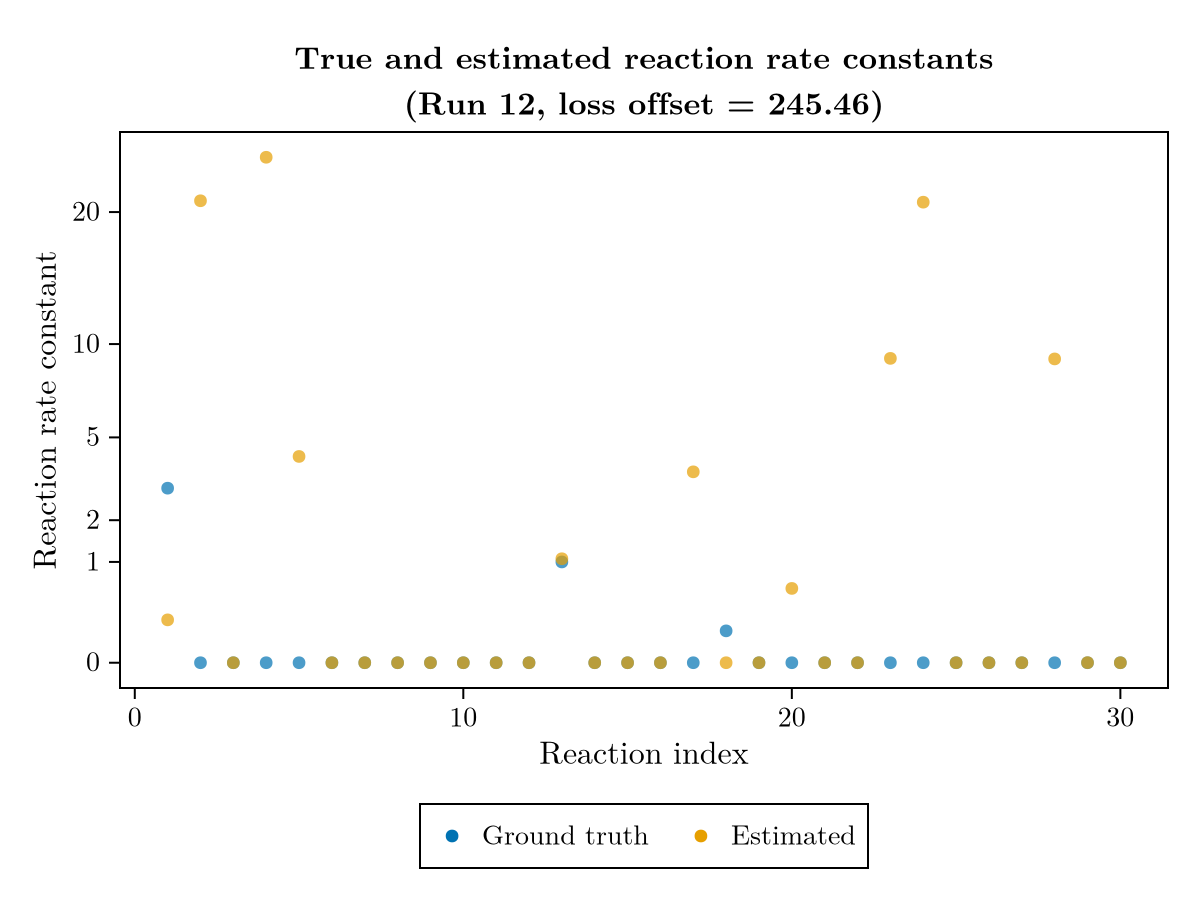 True and estimated reaction rate constants
(Run 12, loss offset = 245.46)
Reaction rate constant
20
10
5
2
1
0
0 10 20 30
Reaction index
Ground truth Estimated